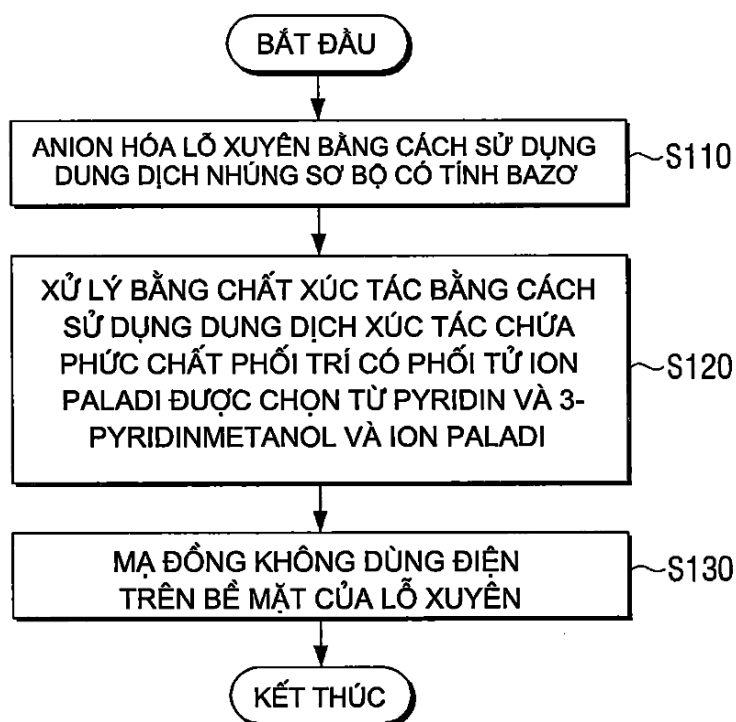 BẮT ĐẦU
ANION HÓA LỖ XUYÊN BẰNG CÁCH SỬ DỤNG
DUNG DỊCH NHÚNG SƠ BỘ CÓ TÍNH BAZƠ
S110
XỬ LÝ BẰNG CHẤT XÚC TÁC BẰNG CÁCH
SỬ DỤNG DUNG DỊCH XÚC TÁC CHỨA
PHỨC CHẤT PHỐI TRÍ CÓ PHỐI TỬ ION
PALADI ĐƯỢC CHỌN TỪ PYRIDIN VÀ 3-
PYRIDINMETANOL VÀ ION PALADI
S120
MẠ ĐỒNG KHÔNG DÙNG ĐIỆN
TRÊN BỀ MẶT CỦA LỖ XUYÊN
S130
KẾT THÚC